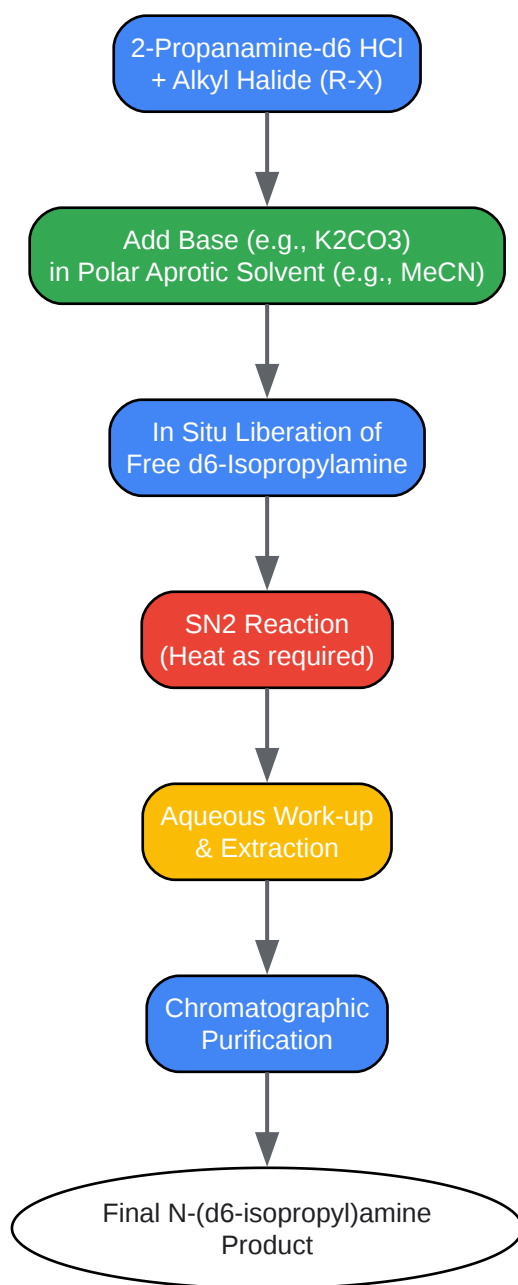 2-Propanamine-d6 HCl
+ Alkyl Halide (R-X)
Add Base (e.g., K2CO3)
in Polar Aprotic Solvent (e.g., MeCN)
In Situ Liberation of
Free d6-Isopropylamine
SN2 Reaction
(Heat as required)
Aqueous Work-up
& Extraction
Chromatographic
Purification
Final N-(d6-isopropyl)amine
Product